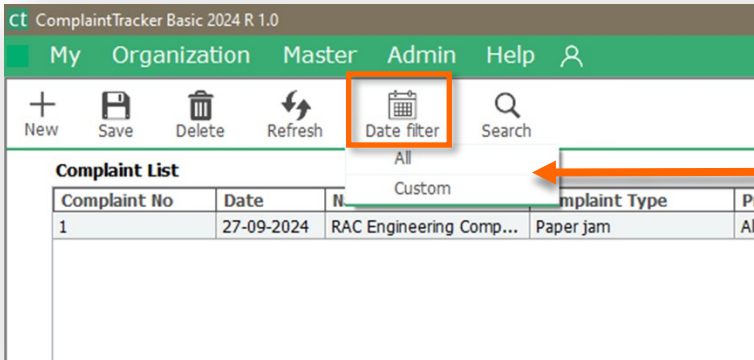 ct ComplaintTracker Basic 2024 R 1.0
My Organization Master Admin Help
New Save Delete Refresh Date filter Search
All
Custom
Complaint List
Complaint No Date Complaint Type
1 27-09-2024 RAC Engineering Comp... Paper jam